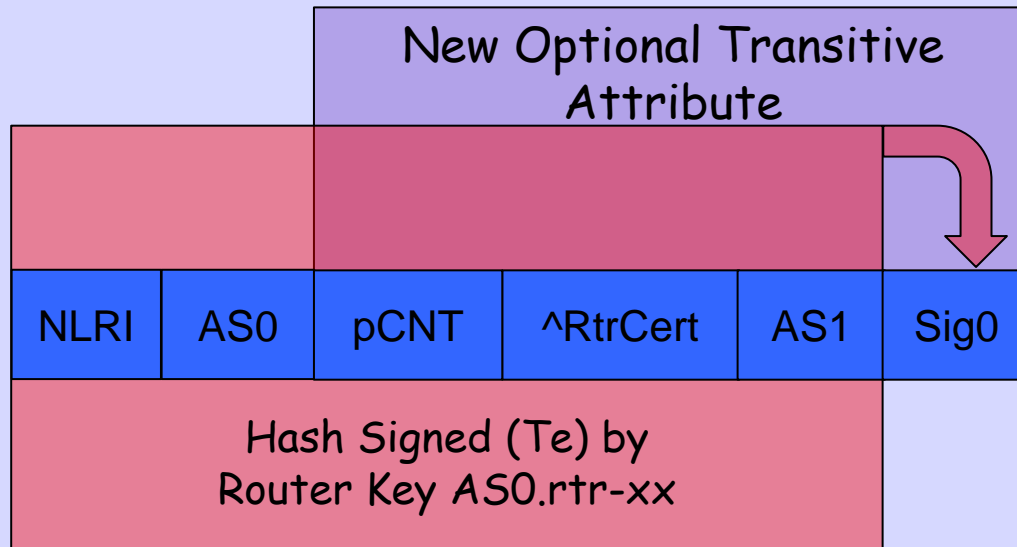 New Optional Transitive
Attribute
NLRI AS0 pCNT ^RtrCert AS1 Sig0
Hash Signed (Te) by
Router Key AS0.rtr-xx